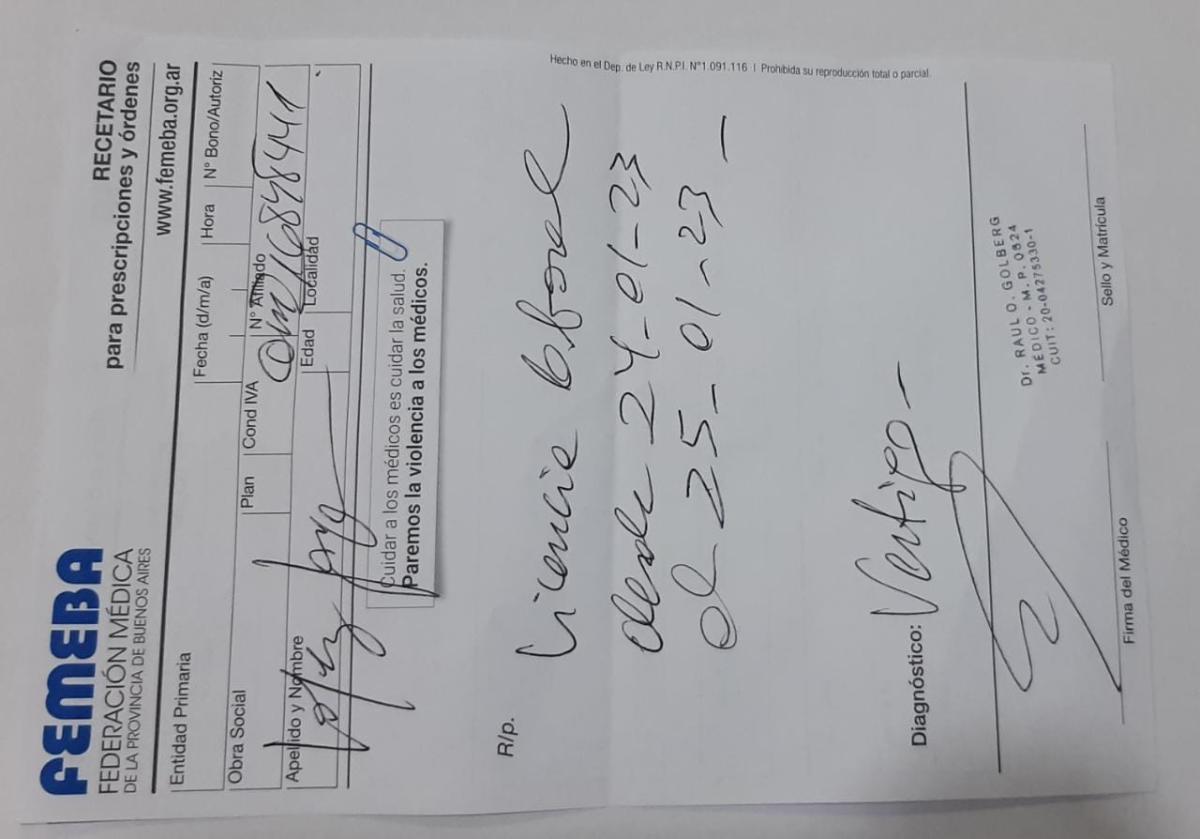 FEMEBA
FEDERACIÓN MÉDICA
DE LA PROVINCIA DE BUENOS AIRES
RECETARIO
para prescripciones y órdenes
www.femeba.org.ar
Entidad Primaria
Fecha (d/m/a) Hora N° Bono/Autoriz
Obra Social Plan Cond IVA N° Afiliado
Apellido y Nombre Edad Localidad
Cuidar a los médicos es cuidar la salud.
Paremos la violencia a los médicos.
R/p.
Licencia laboral
desde 24-01-23
al 25-01-23-
Diagnóstico: Vertigo-
Dr. RAUL O. GOLBERG
MÉDICO - M.P. 0824
CUIT: 20-04275330-1
Firma del Médico Sello y Matrícula
Hecho en el Dep. de Ley R.N.P.I. N°1.091.116 | Prohibida su reproducción total o parcial.